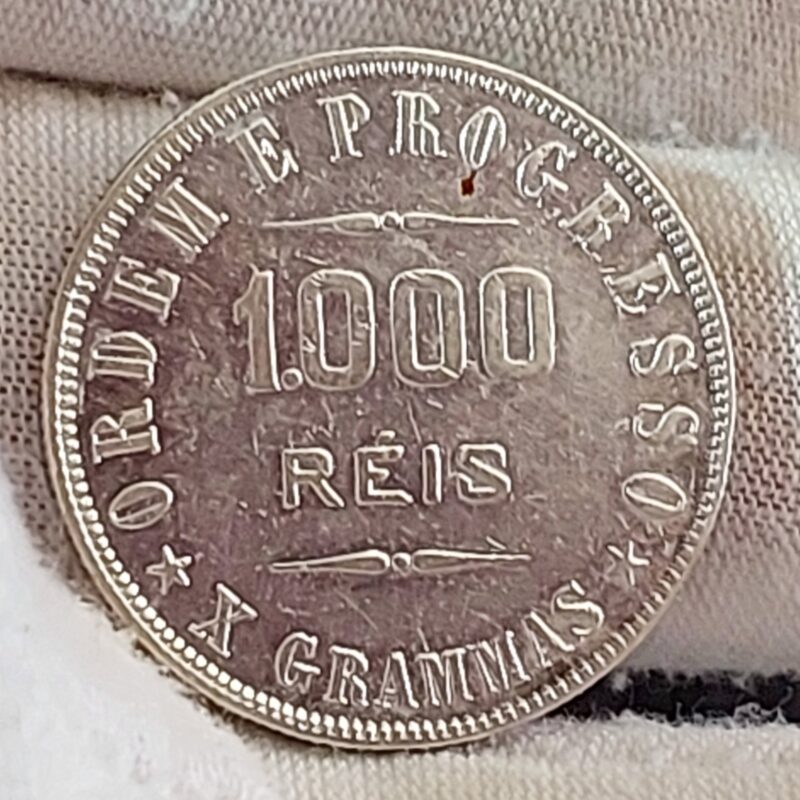 ORDEM E PROGRESSO
1.000
RÉIS
X GRAMMAS